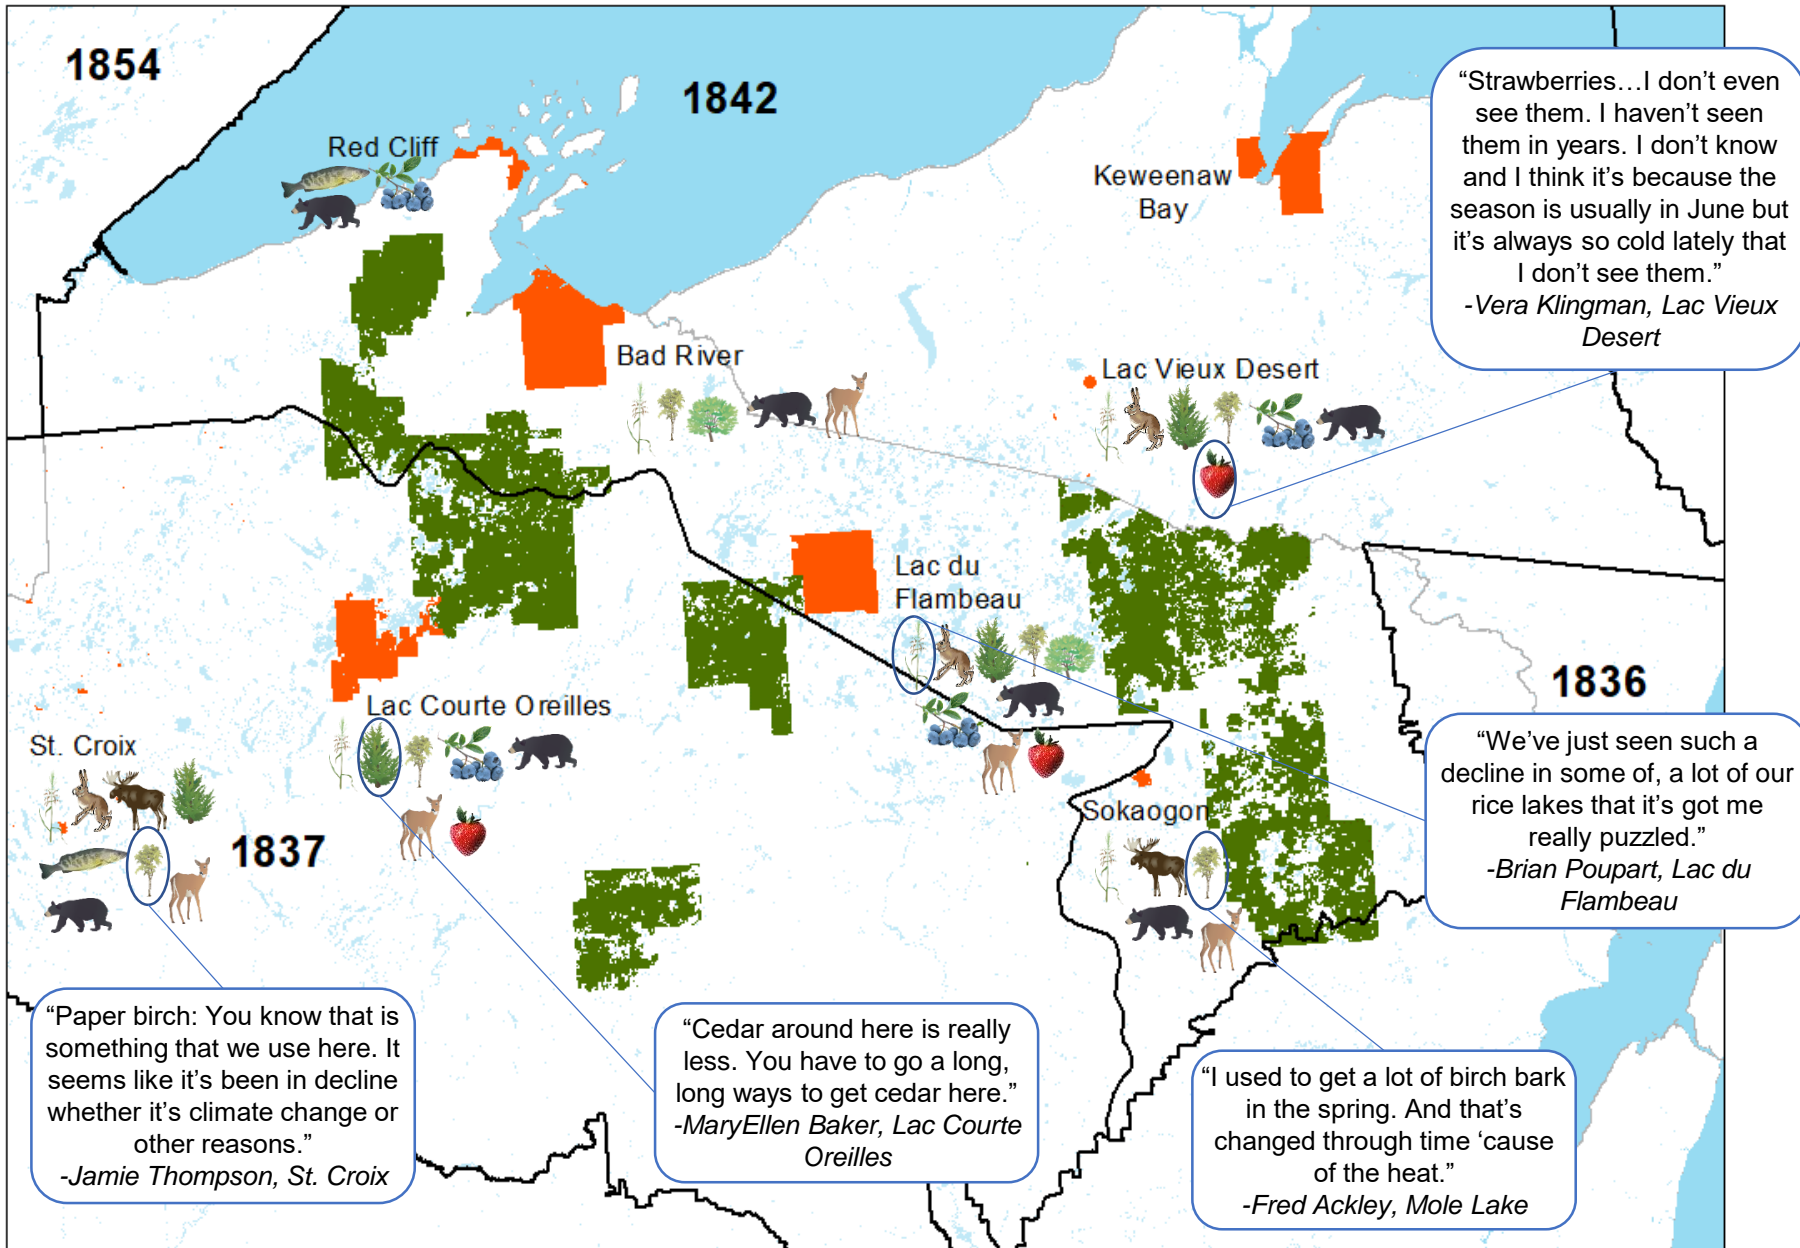 1854
1842
Red Cliff
Keweenaw
Bay
“Strawberries…I don’t even
see them. I haven’t seen
them in years. I don’t know
and I think it’s because the
season is usually in June but
it’s always so cold lately that
I don’t see them.”
-Vera Klingman, Lac Vieux
Desert
Bad River
Lac Vieux Desert
Lac du
Flambeau
1836
Lac Courte Oreilles
St. Croix
1837
Sokaogon
“We’ve just seen such a
decline in some of, a lot of our
rice lakes that it’s got me
really puzzled.”
-Brian Poupart, Lac du
Flambeau
“Paper birch: You know that is
something that we use here. It
seems like it’s been in decline
whether it’s climate change or
other reasons.”
-Jamie Thompson, St. Croix
“Cedar around here is really
less. You have to go a long,
long ways to get cedar here.”
-MaryEllen Baker, Lac Courte
Oreilles
“I used to get a lot of birch bark
in the spring. And that’s
changed through time ‘cause
of the heat.”
-Fred Ackley, Mole Lake